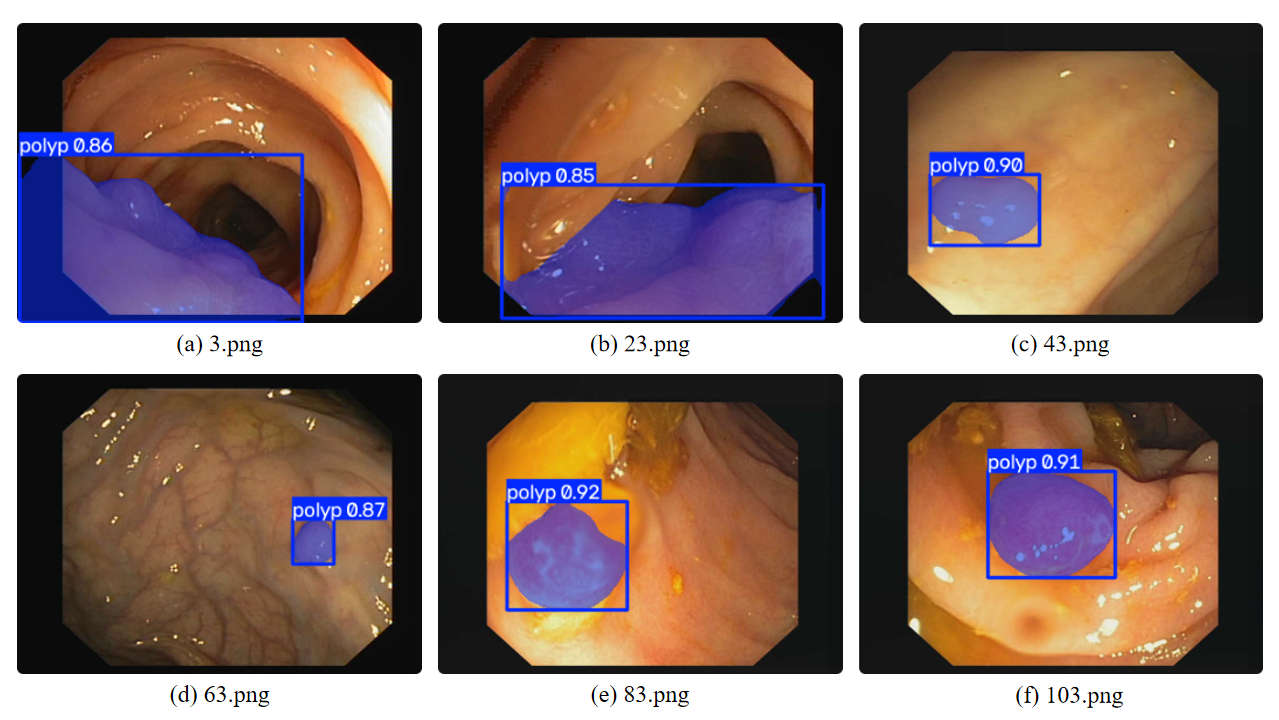 polyp 0.86
polyp 0.85
polyp 0.90
(a) 3.png
(b) 23.png
(c) 43.png
polyp 0.87
polyp 0.92
polyp 0.91
(d) 63.png
(e) 83.png
(f) 103.png